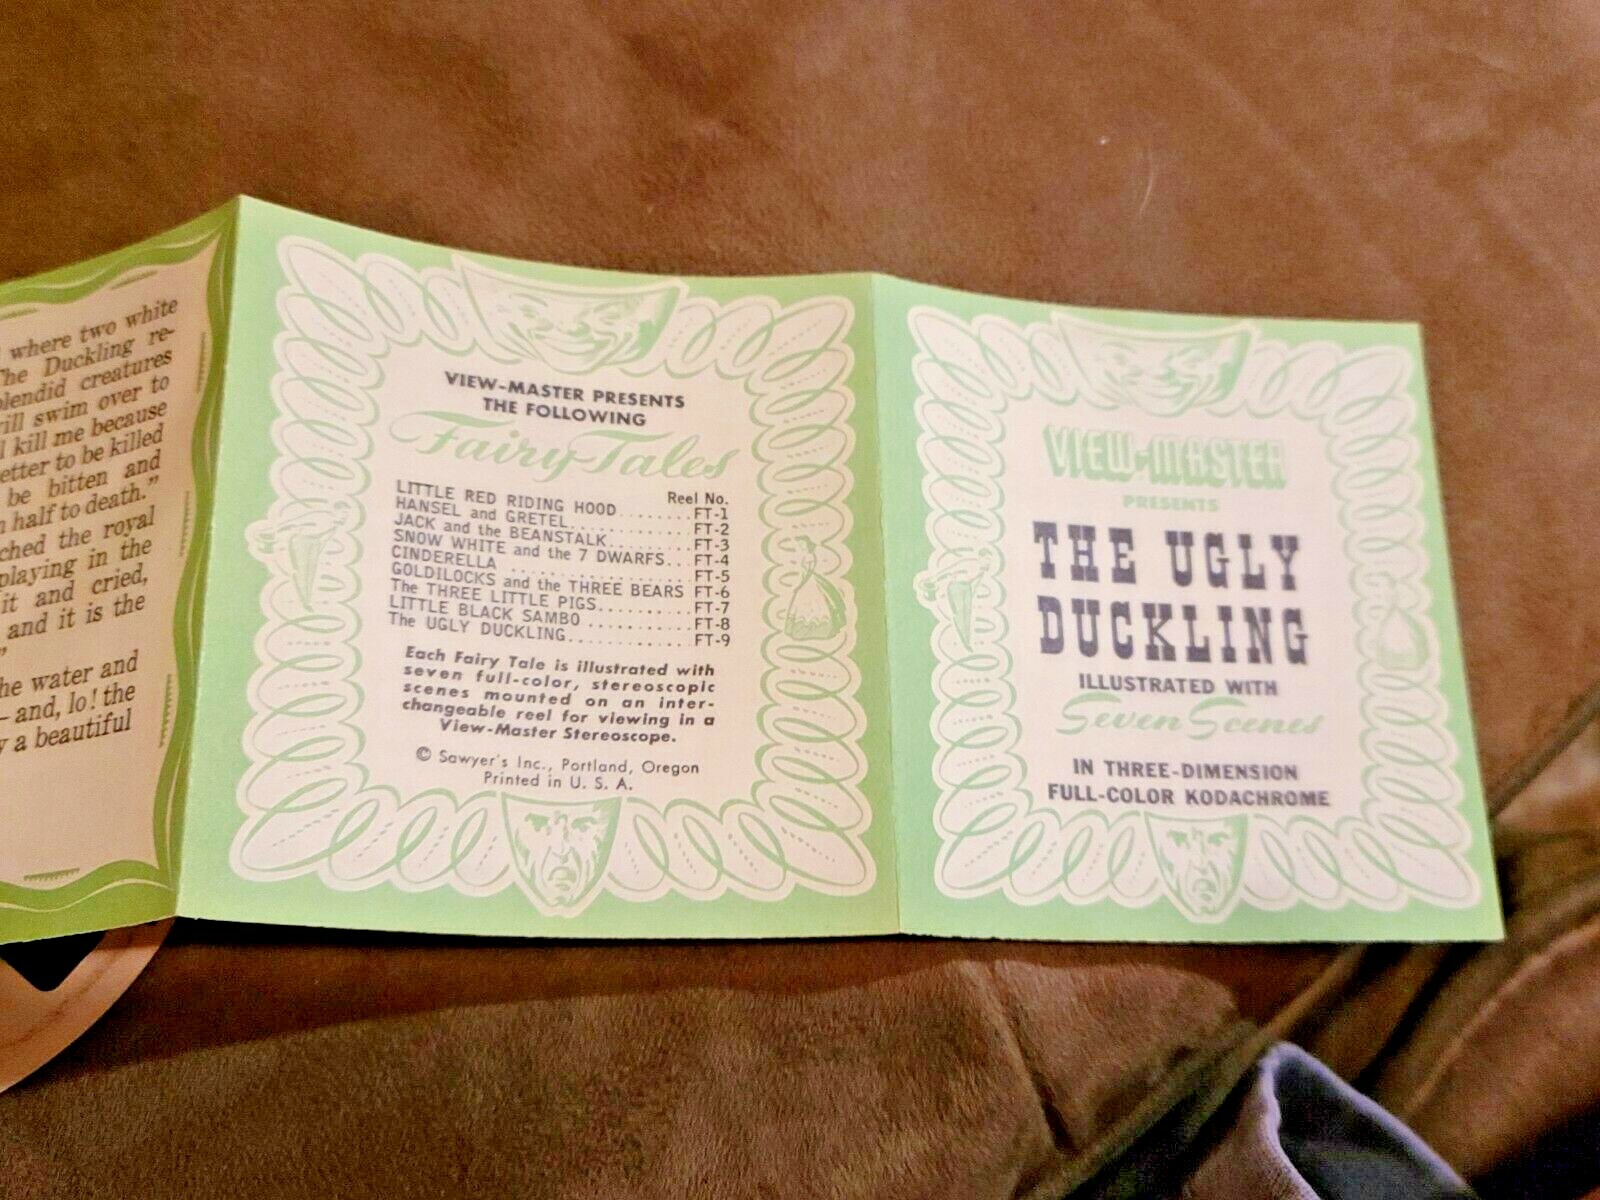 where two white
The Duckling re-
splendid creatures
will swim over to
kill me because
better to be killed
be bitten and
half to death."
the royal
playing in the
it and cried,
and it is the
"
the water and
— and, lo! the
a beautiful
VIEW-MASTER PRESENTS
THE FOLLOWING
Fairy Tales
Reel No.
LITTLE RED RIDING HOOD........FT-1
HANSEL and GRETEL.............FT-2
JACK and the BEANSTALK.........FT-3
SNOW WHITE and the 7 DWARFS...FT-4
CINDERELLA ....................FT-5
GOLDILOCKS and the THREE BEARS FT-6
The THREE LITTLE PIGS..........FT-7
LITTLE BLACK SAMBO ...........FT-8
The UGLY DUCKLING.............FT-9
Each Fairy Tale is illustrated with
seven full-color, stereoscopic
scenes mounted on an inter-
changeable reel for viewing in a
View-Master Stereoscope.
© Sawyer's Inc., Portland, Oregon
Printed in U. S. A.
VIEW-MASTER
PRESENTS
THE UGLY
DUCKLING
ILLUSTRATED WITH
Seven Scenes
IN THREE-DIMENSION
FULL-COLOR KODACHROME